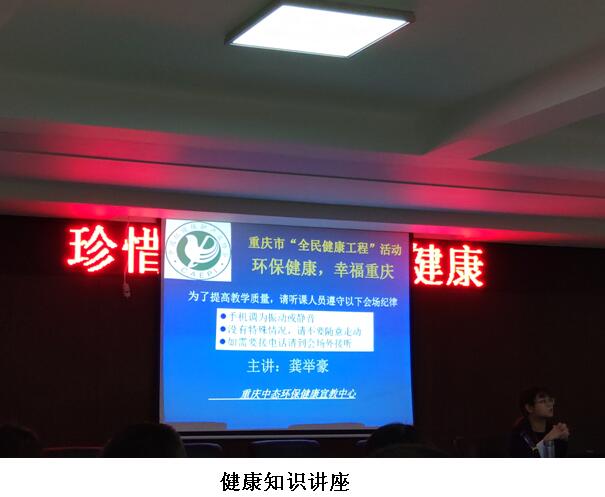 珍惜
健康
CAEPI
重庆市“全民健康工程”活动
环保健康，幸福重庆
为了提高教学质量，请听课人员遵守以下会场纪律
●手机调为振动或静音
●没有特殊情况，请不要随意走动
●如需要接电话请到会场外接听
主讲：龚举豪
重庆中态环保健康宣教中心
健康知识讲座